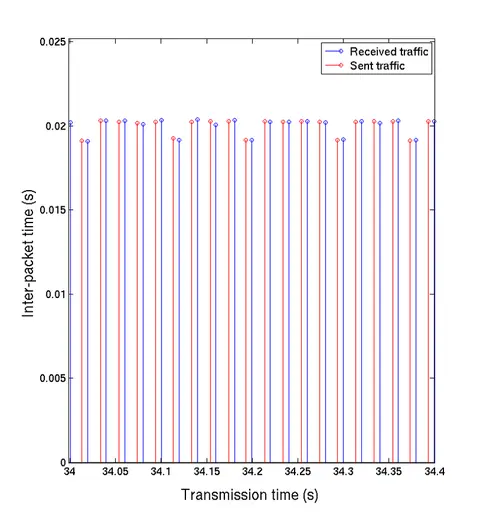 0.025
Received traffic
Sent traffic
0.02
0.015
0.01
0.005
0
Inter-packet time (s)
34 34.05 34.1 34.15 34.2 34.25 34.3 34.35 34.4
Transmission time (s)